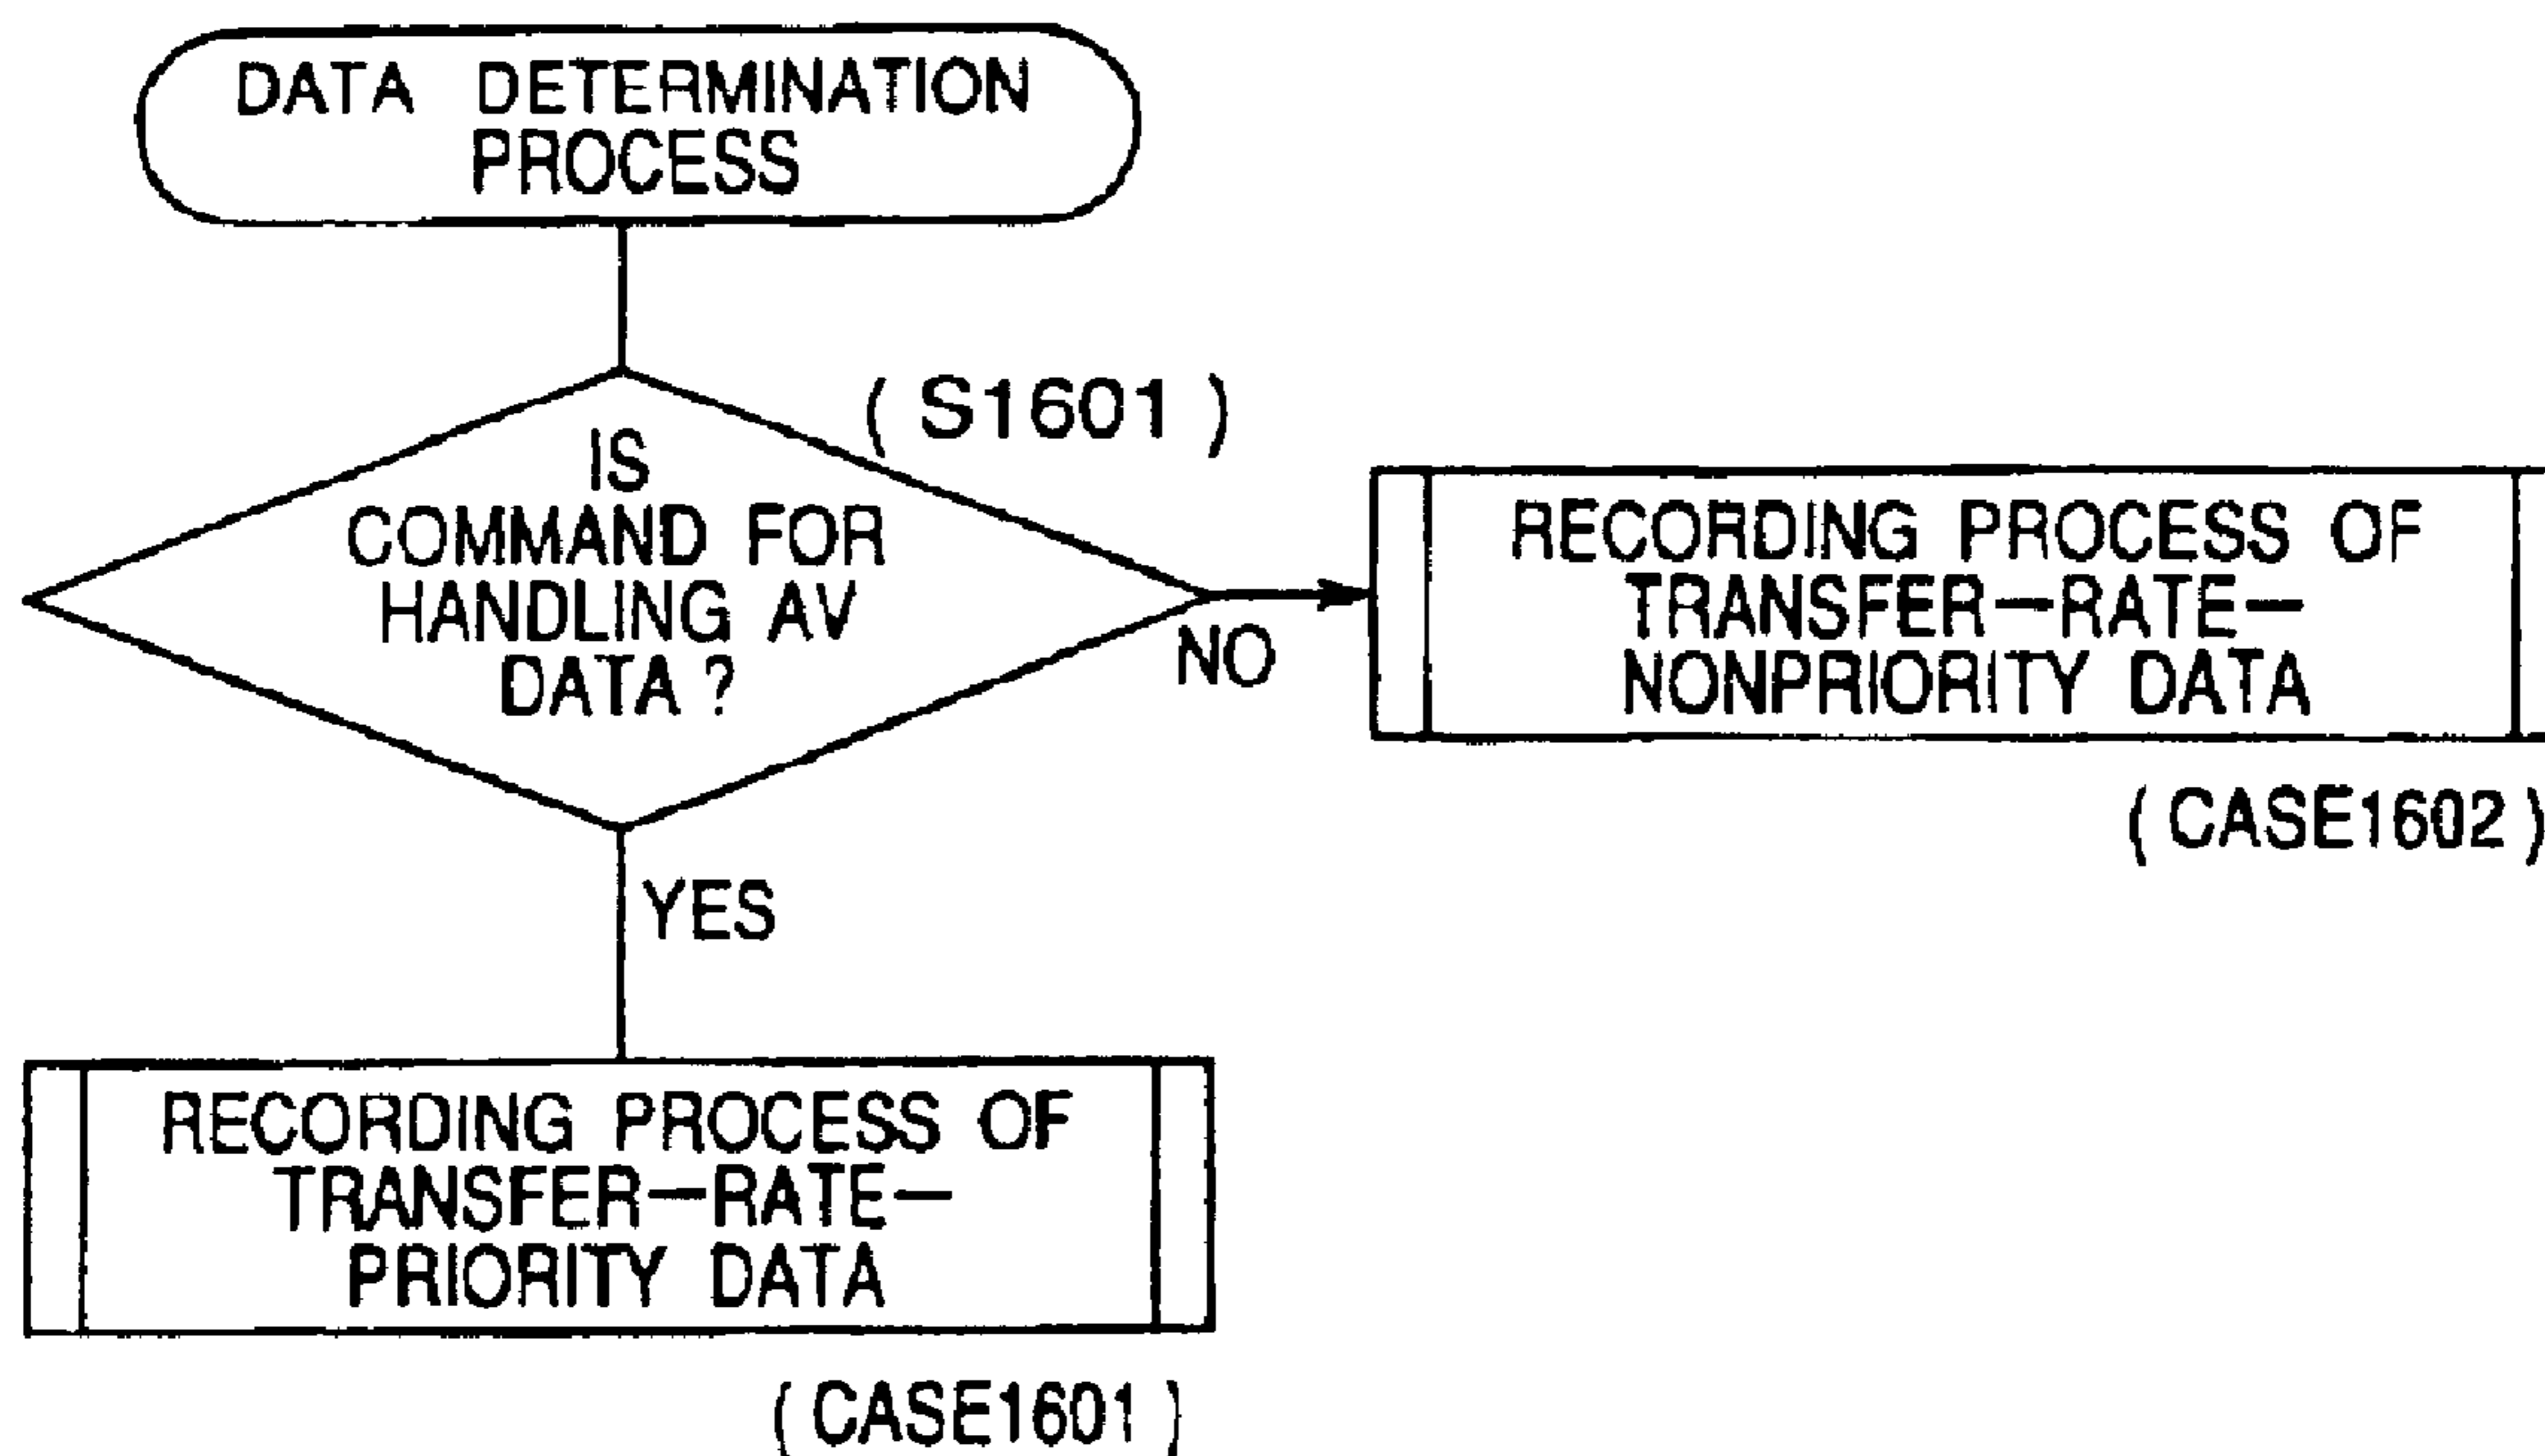 DATA DETERMINATION
PROCESS
( S1601 )
IS
COMMAND FOR
HANDLING AV
DATA ?
NO
RECORDING PROCESS OF
TRANSFER-RATE-
NONPRIORITY DATA
( CASE1602 )
YES
RECORDING PROCESS OF
TRANSFER-RATE-
PRIORITY DATA
( CASE1601 )